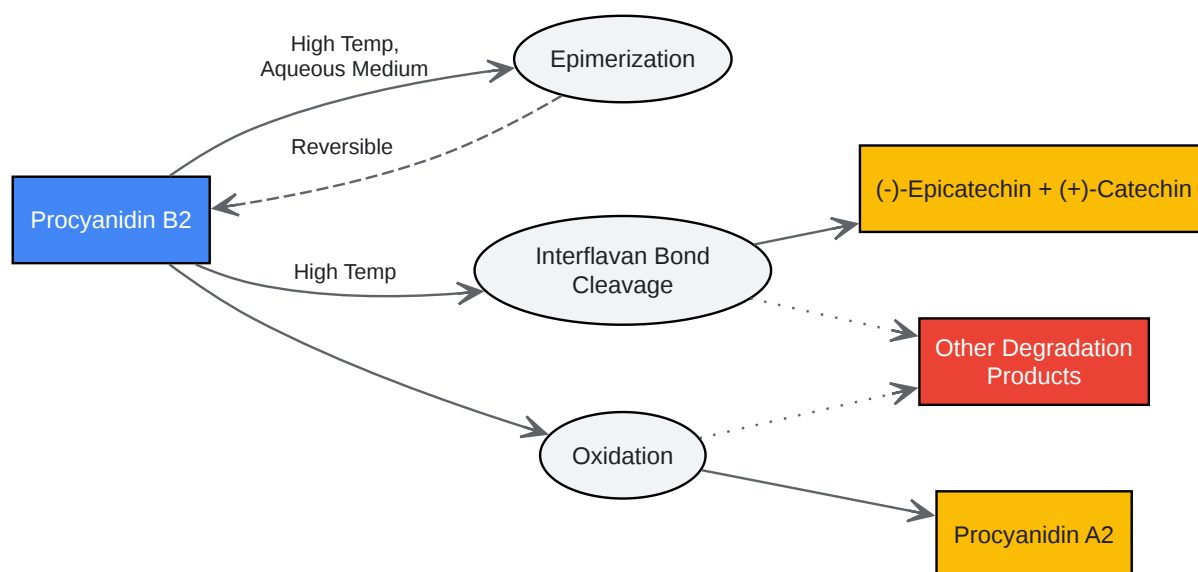 High Temp,
Aqueous Medium
Epimerization
Reversible
Procyanidin B2
(-)-Epicatechin + (+)-Catechin
High Temp
Interflavan Bond
Cleavage
Other Degradation
Products
Oxidation
Procyanidin A2